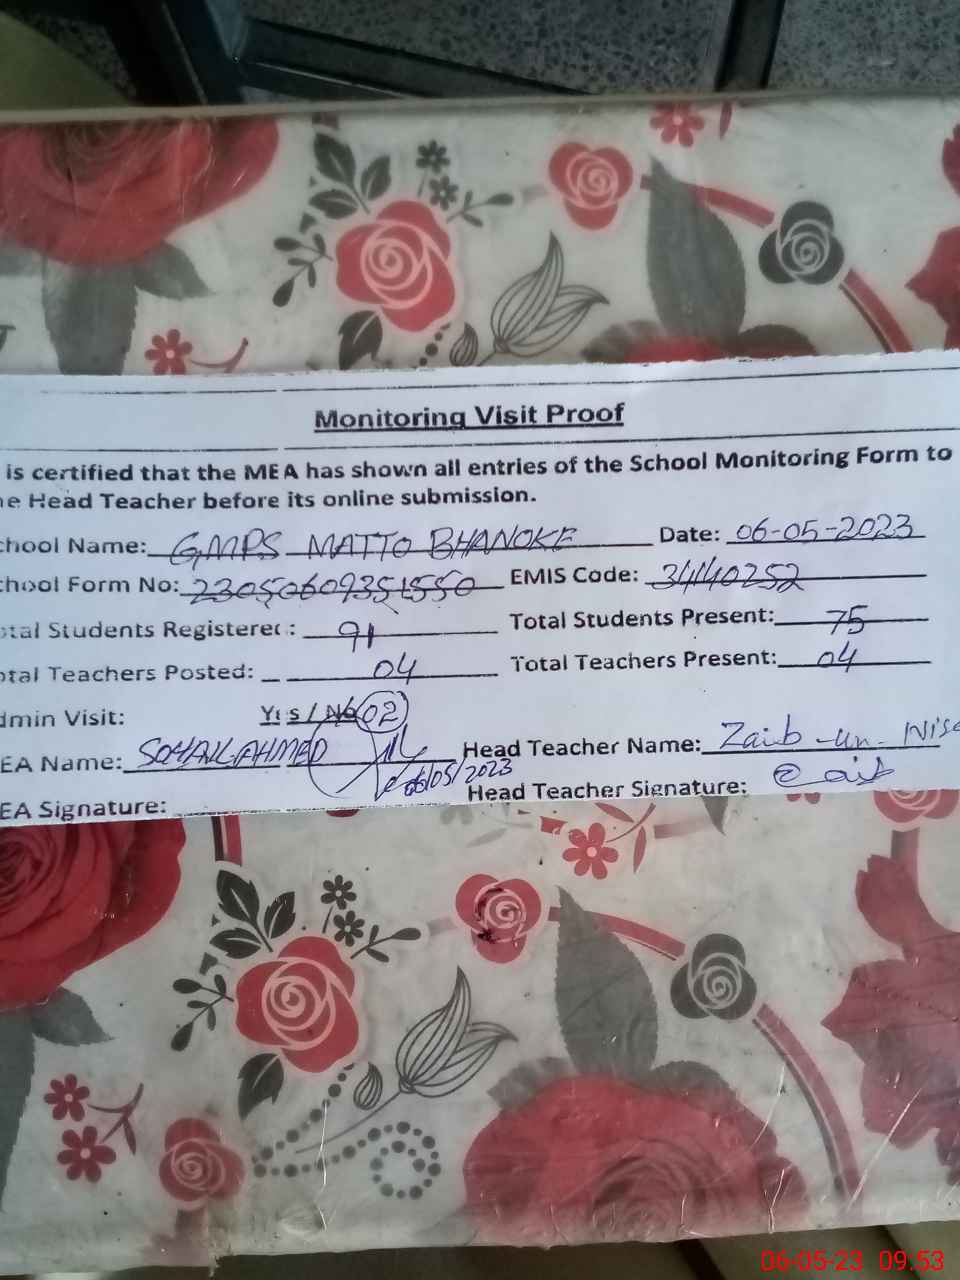 Monitoring Visit Proof
is certified that the MEA has shown all entries of the School Monitoring Form to
e Head Teacher before its online submission.
chool Name: GMPS MATTO BHANOKE Date: 06-05-2023
chool Form No: 23050609351550 EMIS Code: 34140252
otal Students Registered: 91 Total Students Present: 75
otal Teachers Posted: 04 Total Teachers Present: 04
dmin Visit: Yes / No 02
EA Name: SOHAIL AHMED Head Teacher Name: Zaib-un-Nisa
06/05/2023
EA Signature: Head Teacher Signature: Zaib
06-05-23 09:53